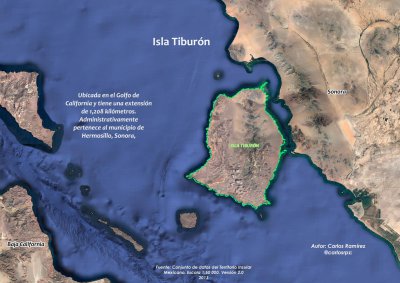 Isla Tiburón
Ubicada en el Golfo de
California y tiene una extensión
de 1,208 kilómetros.
Administrativamente
pertenece al municipio de
Hermosillo, Sonora,
Sonora
ISLA TIBURÓN
Baja California
Autor: Carlos Ramírez
@carlosrpz
Fuente: Conjunto de datos del Territorio Insular
Mexicano. Escala 1:50 000. Versión 2.0